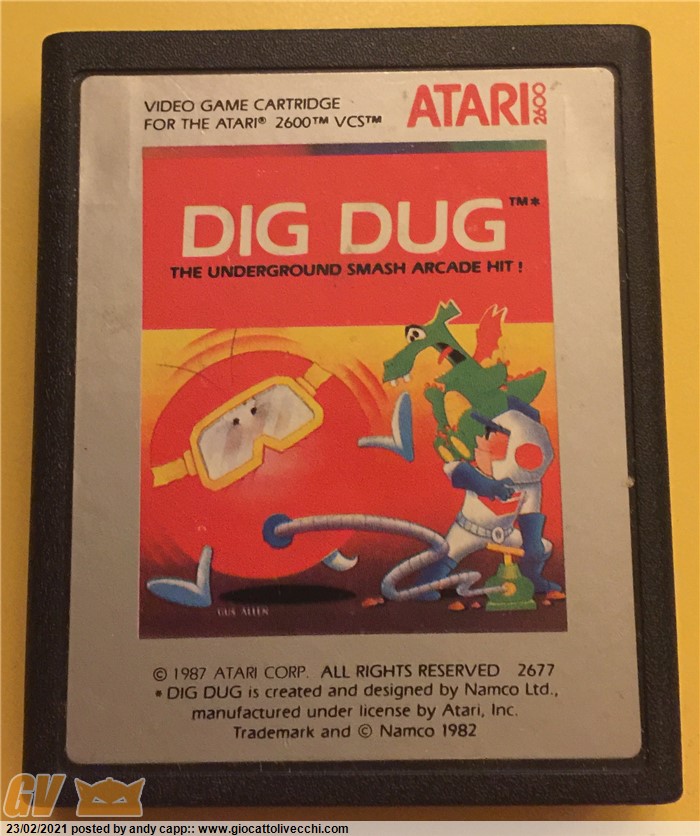 VIDEO GAME CARTRIDGE
FOR THE ATARI® 2600™ VCS™
ATARI 2600
DIG DUG™*
THE UNDERGROUND SMASH ARCADE HIT!
GUS ALLEN
© 1987 ATARI CORP. ALL RIGHTS RESERVED 2677
* DIG DUG is created and designed by Namco Ltd.,
manufactured under license by Atari, Inc.
Trademark and © Namco 1982
GV
23/02/2021 posted by andy capp:: www.giocattolivecchi.com